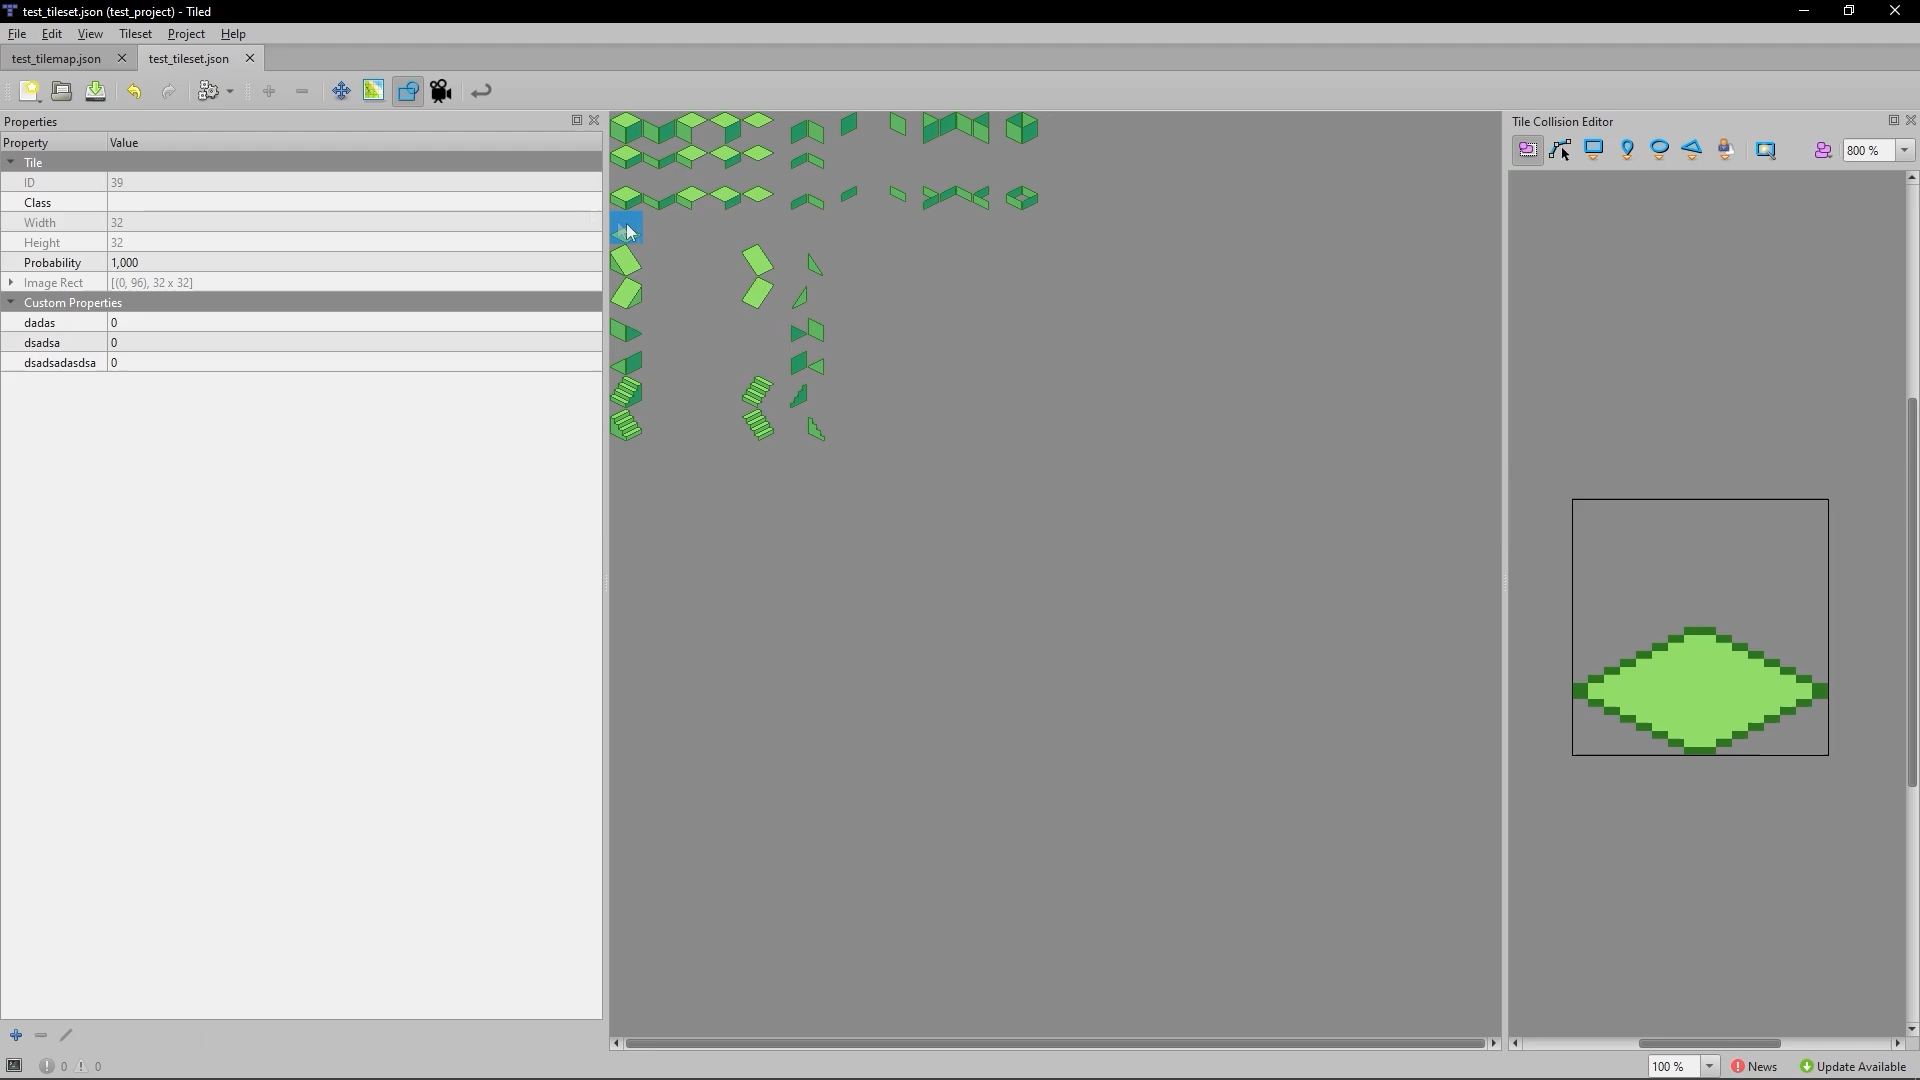 test_tileset.json (test_project) - Tiled
File Edit View Tileset Project Help
test_tilemap.json test_tileset.json
Properties
Property Value
Tile
ID 39
Class
Width 32
Height 32
Probability 1,000
Image Rect [(0, 96), 32 x 32]
Custom Properties
dadas 0
dsadsa 0
dsadsadasdsa 0
Tile Collision Editor
800 %
0 0
100 % News Update Available